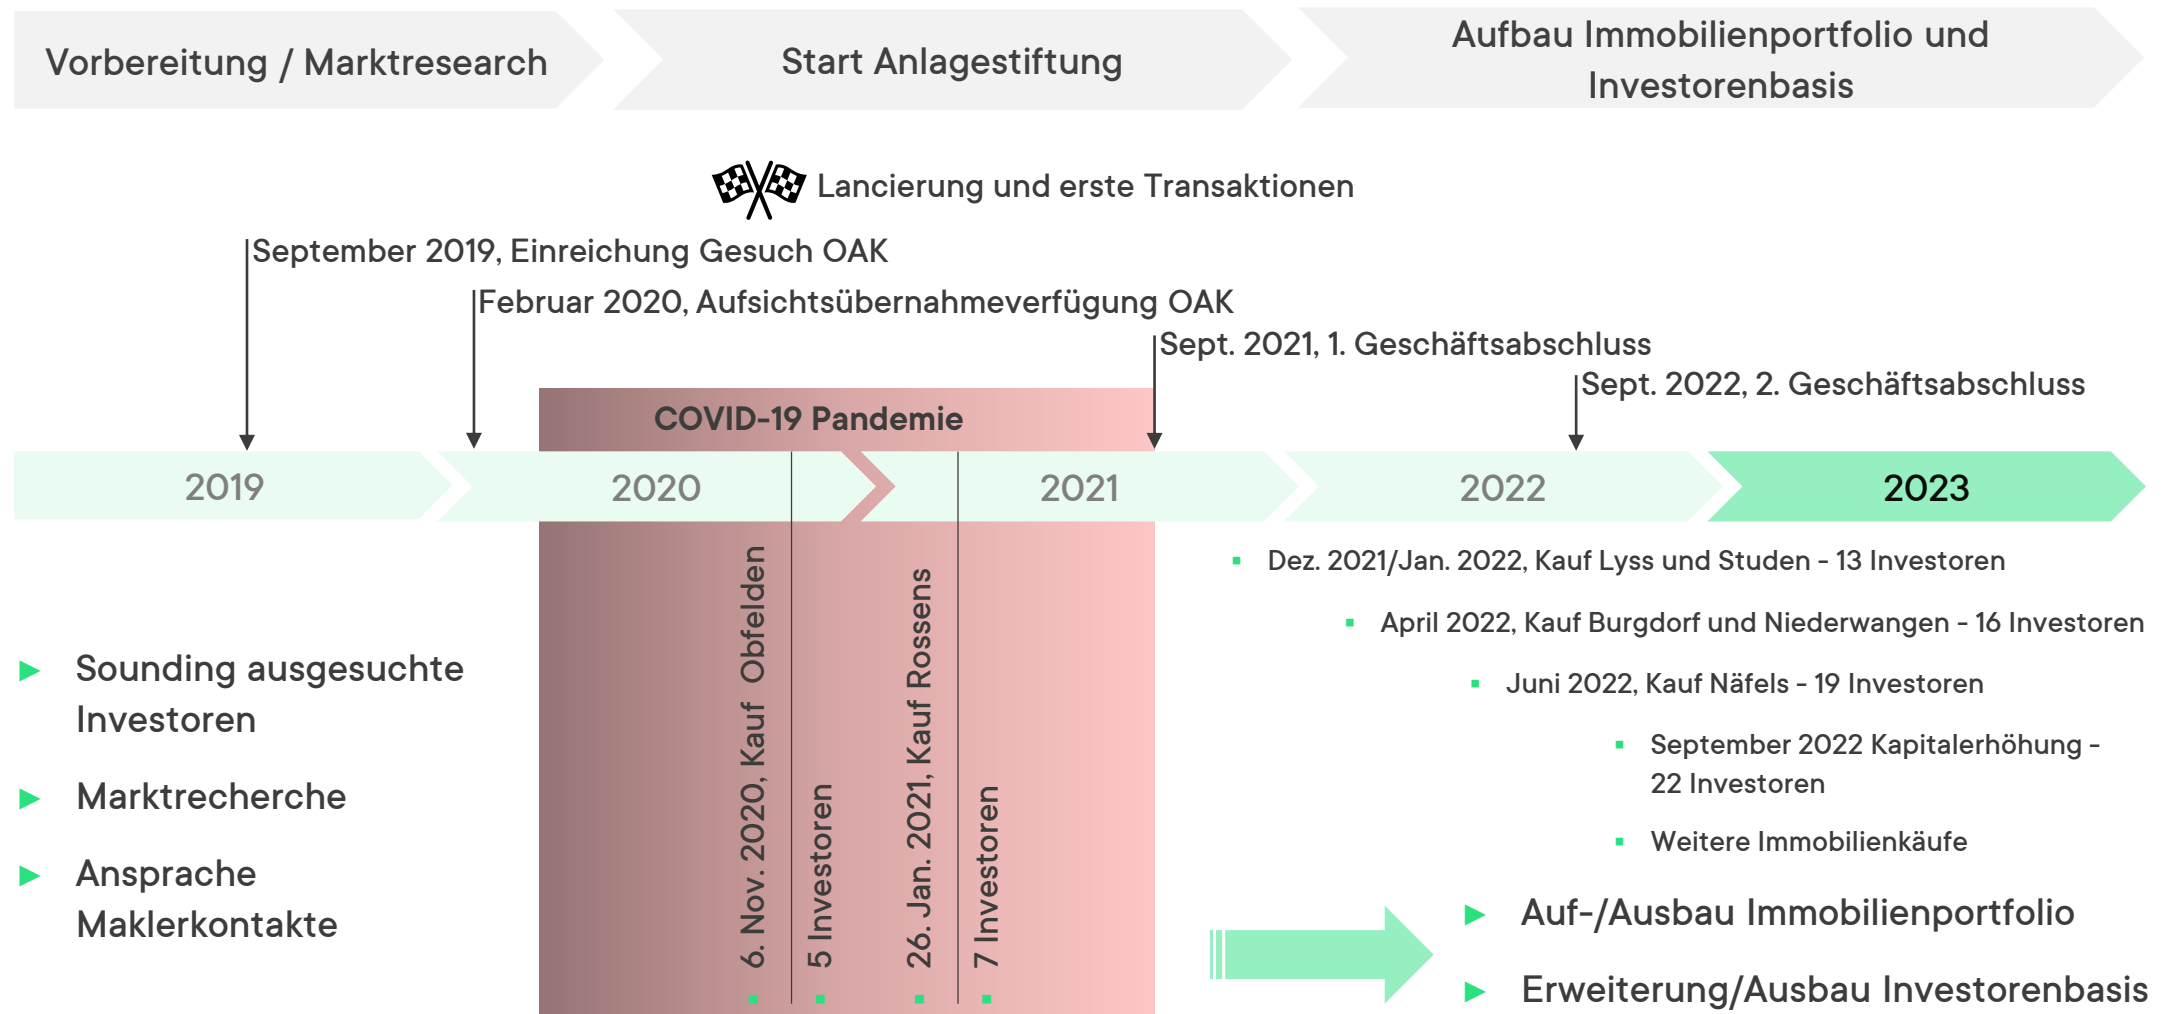 Vorbereitung / Marktresearch
Start Anlagestiftung
Aufbau Immobilienportfolio und
Investorenbasis
Lancierung und erste Transaktionen
September 2019, Einreichung Gesuch OAK
Februar 2020, Aufsichtsübernahmeverfügung OAK
Sept. 2021, 1. Geschäftsabschluss
Sept. 2022, 2. Geschäftsabschluss
COVID-19 Pandemie
2019
2020
2021
2022
2023
Sounding ausgesuchte
Investoren
Marktrecherche
Ansprache
Maklerkontakte
6. Nov. 2020, Kauf Obfelden
5 Investoren
26. Jan. 2021, Kauf Rossens
7 Investoren
Dez. 2021/Jan. 2022, Kauf Lyss und Studen - 13 Investoren
April 2022, Kauf Burgdorf und Niederwangen - 16 Investoren
Juni 2022, Kauf Näfels - 19 Investoren
September 2022 Kapitalerhöhung -
22 Investoren
Weitere Immobilienkäufe
Auf-/Ausbau Immobilienportfolio
Erweiterung/Ausbau Investorenbasis